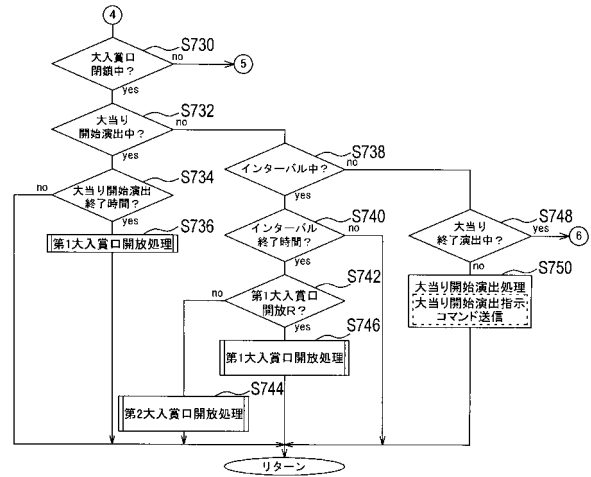 4
S730
大入賞口
閉鎖中？
no
5
yes
S732
大当り
開始演出中？
no
yes
S734
no
大当り開始演出
終了時間？
yes
S736
第1大入賞口開放処理
S738
インターバル中？
no
yes
S740
インターバル
終了時間？
no
yes
S742
no
第1大入賞口
開放R？
yes
S746
第1大入賞口開放処理
S744
第2大入賞口開放処理
S748
大当り
終了演出中？
yes
6
no
S750
大当り開始演出処理
大当り開始演出指示
コマンド送信
リターン